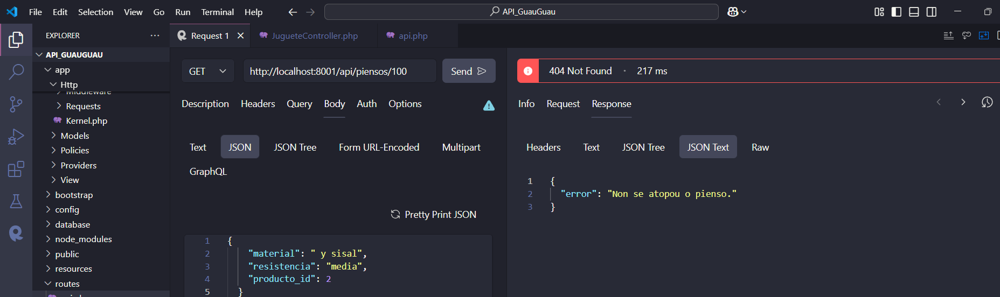 File Edit Selection View Go Run Terminal Help API_GuauGuau
EXPLORER
Request 1 JugueteController.php api.php
API_GUAUGUAU
app
Http
Middleware
Requests
Kernel.php
Models
Policies
Providers
View
bootstrap
config
database
node_modules
public
resources
routes
GET http://localhost:8001/api/piensos/100 Send
Description Headers Query Body Auth Options
Text JSON JSON Tree Form URL-Encoded Multipart
GraphQL
Pretty Print JSON
1 {
2 "material": " y sisal",
3 "resistencia": "media",
4 "producto_id": 2
5 }
404 Not Found • 217 ms
Info Request Response
Headers Text JSON Tree JSON Text Raw
1 {
2 "error": "Non se atopou o pienso."
3 }